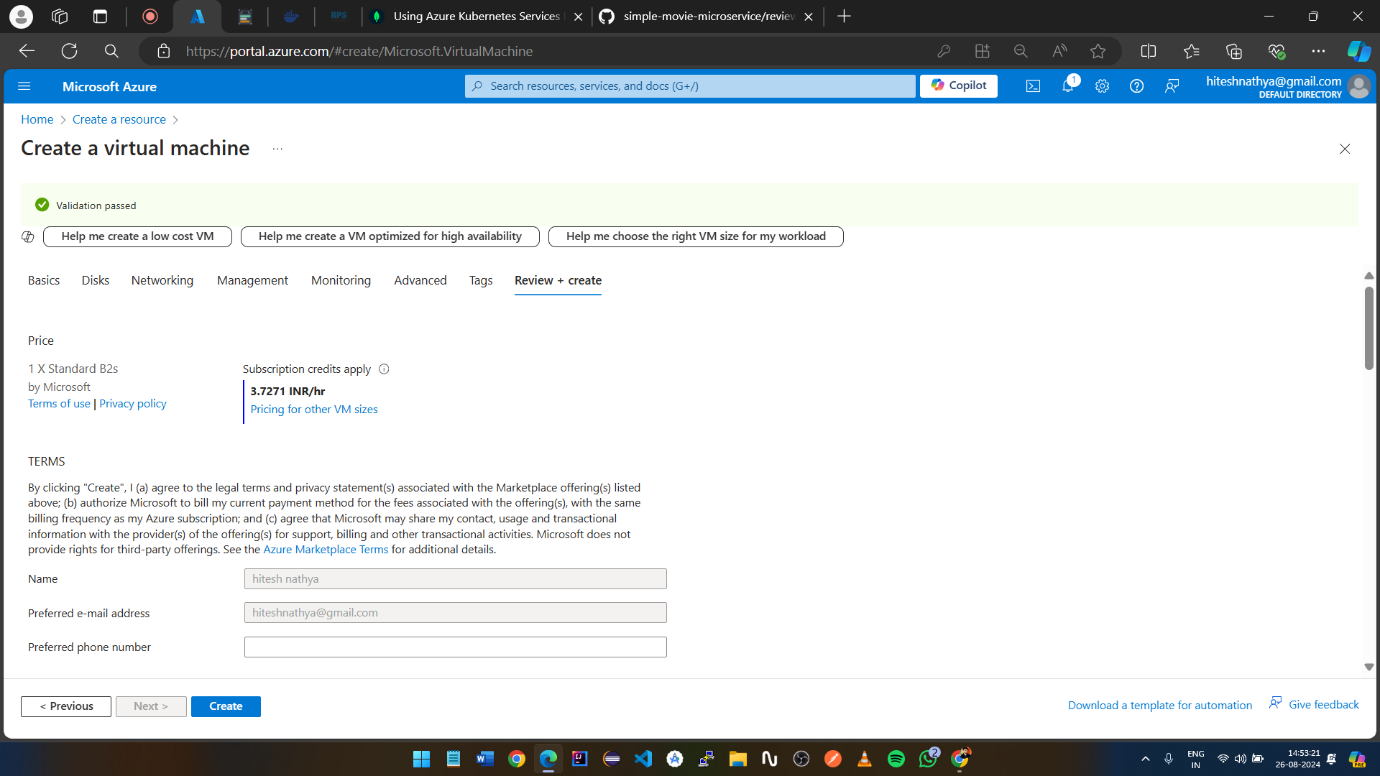 RPS
Using Azure Kubernetes Services
simple-movie-microservice/review
https://portal.azure.com/#create/Microsoft.VirtualMachine
Microsoft Azure
Search resources, services, and docs (G+/)
Copilot
1
hiteshnathya@gmail.com
DEFAULT DIRECTORY
Home > Create a resource >
Create a virtual machine ...
Validation passed
Help me create a low cost VM
Help me create a VM optimized for high availability
Help me choose the right VM size for my workload
Basics Disks Networking Management Monitoring Advanced Tags Review + create
Price
1 X Standard B2s
by Microsoft
Terms of use | Privacy policy
Subscription credits apply
3.7271 INR/hr
Pricing for other VM sizes
TERMS
By clicking "Create", I (a) agree to the legal terms and privacy statement(s) associated with the Marketplace offering(s) listed
above; (b) authorize Microsoft to bill my current payment method for the fees associated with the offering(s), with the same
billing frequency as my Azure subscription; and (c) agree that Microsoft may share my contact, usage and transactional
information with the provider(s) of the offering(s) for support, billing and other transactional activities. Microsoft does not
provide rights for third-party offerings. See the Azure Marketplace Terms for additional details.
Name
hitesh nathya
Preferred e-mail address
hiteshnathya@gmail.com
Preferred phone number
< Previous
Next >
Create
Download a template for automation
Give feedback
2
ENG
IN
14:53:21
26-08-2024